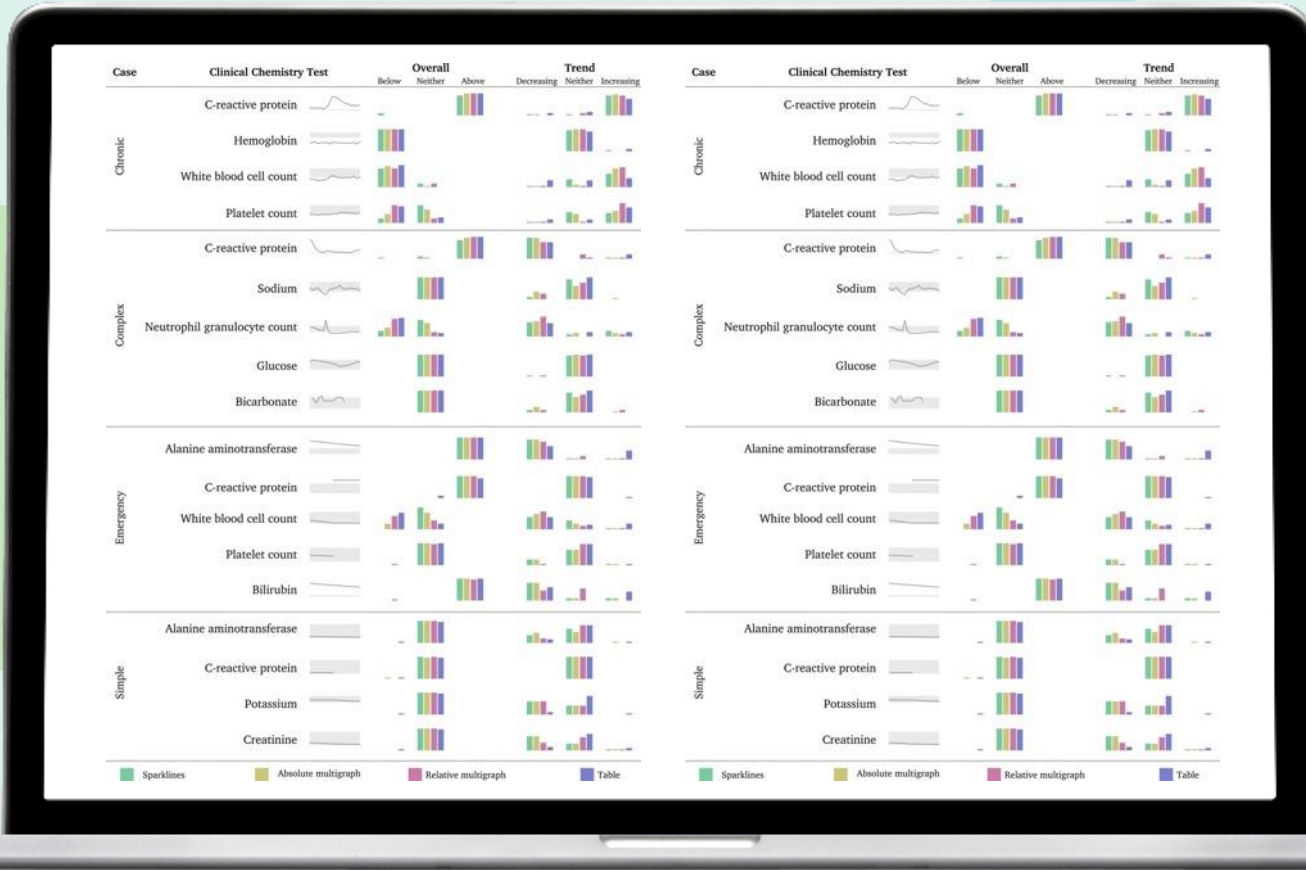 Case Clinical Chemistry Test Overall Trend
Below Neither Above Decreasing Neither Increasing
Chronic
C-reactive protein
Hemoglobin
White blood cell count
Platelet count
Complex
C-reactive protein
Sodium
Neutrophil granulocyte count
Glucose
Bicarbonate
Emergency
Alanine aminotransferase
C-reactive protein
White blood cell count
Platelet count
Bilirubin
Simple
Alanine aminotransferase
C-reactive protein
Potassium
Creatinine
Sparklines Absolute multigraph Relative multigraph Table
Case Clinical Chemistry Test Overall Trend
Below Neither Above Decreasing Neither Increasing
Chronic
C-reactive protein
Hemoglobin
White blood cell count
Platelet count
Complex
C-reactive protein
Sodium
Neutrophil granulocyte count
Glucose
Bicarbonate
Emergency
Alanine aminotransferase
C-reactive protein
White blood cell count
Platelet count
Bilirubin
Simple
Alanine aminotransferase
C-reactive protein
Potassium
Creatinine
Sparklines Absolute multigraph Relative multigraph Table